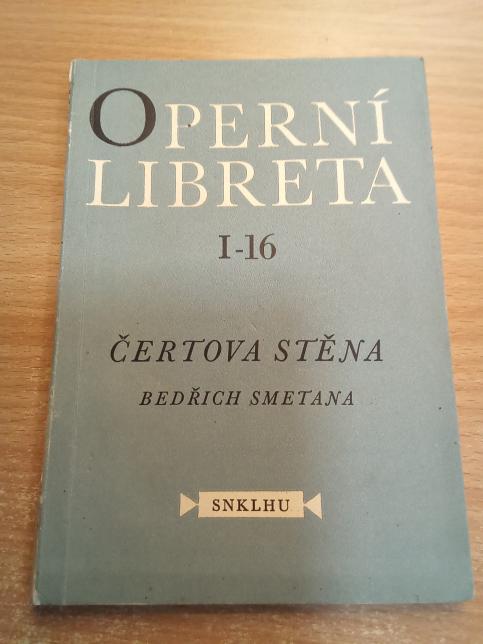 OPERNÍ
LIBRETA
I-16
ČERTOVA STĚNA
BEDŘICH SMETANA
SNKLHU